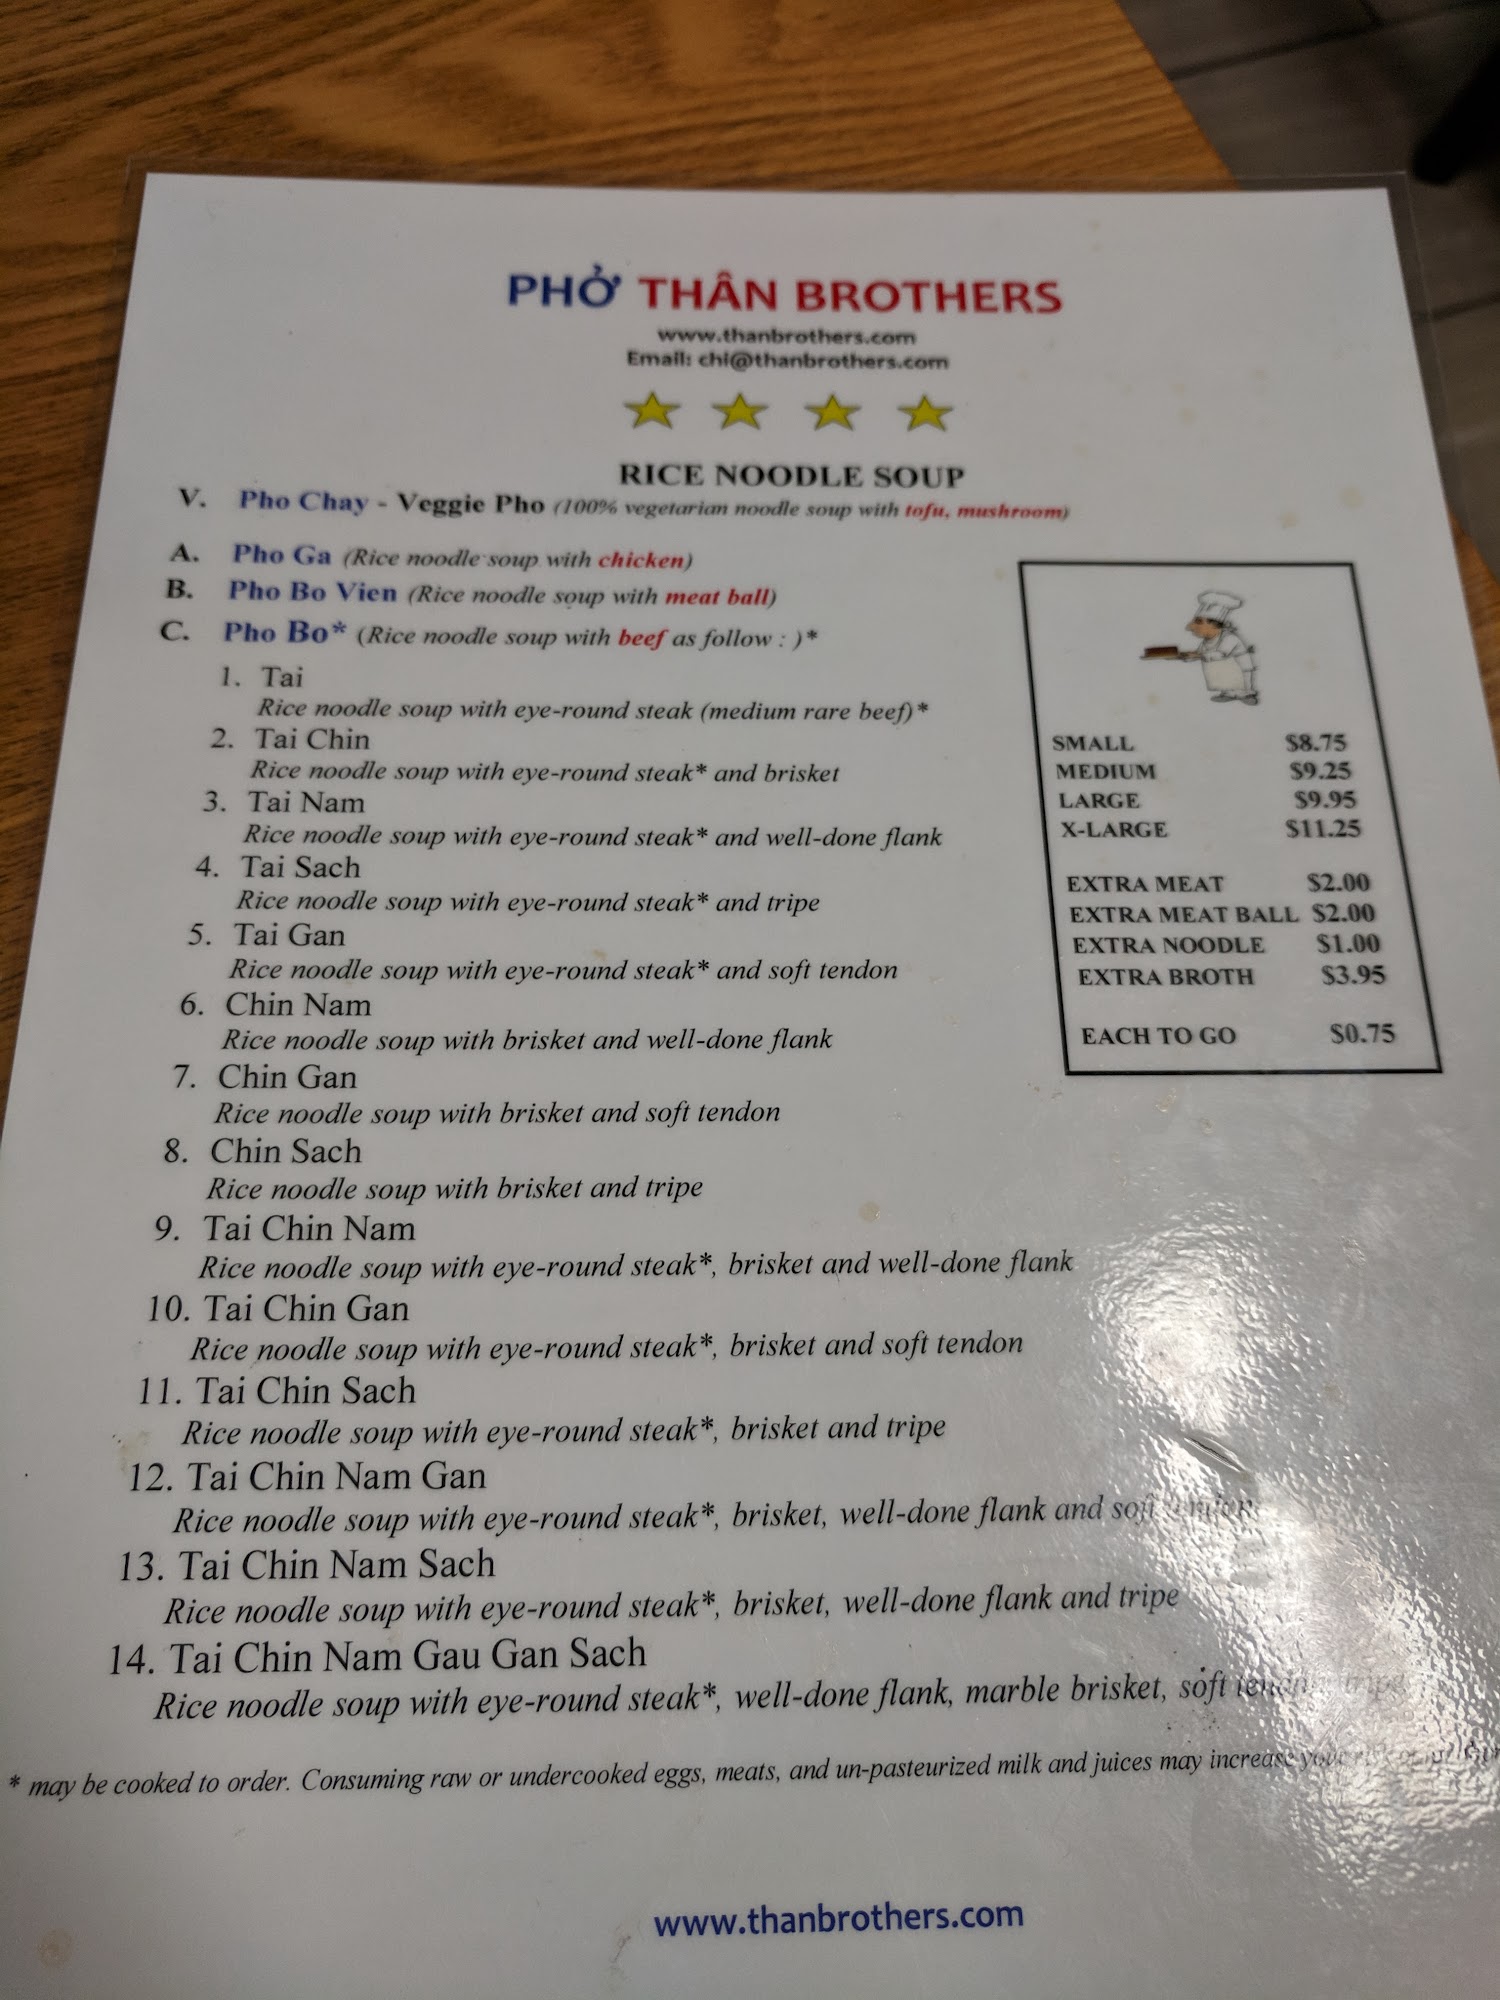 PHỞ THÂN BROTHERS
www.thanbrothers.com
Email: chi@thanbrothers.com
RICE NOODLE SOUP
V. Pho Chay - Veggie Pho (100% vegetarian noodle soup with tofu, mushroom)
A. Pho Ga (Rice noodle soup with chicken)
B. Pho Bo Vien (Rice noodle soup with meat ball)
C. Pho Bo* (Rice noodle soup with beef as follow : )*
1. Tai
Rice noodle soup with eye-round steak (medium rare beef)*
2. Tai Chin
Rice noodle soup with eye-round steak* and brisket
3. Tai Nam
Rice noodle soup with eye-round steak* and well-done flank
4. Tai Sach
Rice noodle soup with eye-round steak* and tripe
5. Tai Gan
Rice noodle soup with eye-round steak* and soft tendon
6. Chin Nam
Rice noodle soup with brisket and well-done flank
7. Chin Gan
Rice noodle soup with brisket and soft tendon
8. Chin Sach
Rice noodle soup with brisket and tripe
9. Tai Chin Nam
Rice noodle soup with eye-round steak*, brisket and well-done flank
10. Tai Chin Gan
Rice noodle soup with eye-round steak*, brisket and soft tendon
11. Tai Chin Sach
Rice noodle soup with eye-round steak*, brisket and tripe
12. Tai Chin Nam Gan
Rice noodle soup with eye-round steak*, brisket, well-done flank and soft tendon
13. Tai Chin Nam Sach
Rice noodle soup with eye-round steak*, brisket, well-done flank and tripe
14. Tai Chin Nam Gau Gan Sach
Rice noodle soup with eye-round steak*, well-done flank, marble brisket, soft tendon, tripe
* may be cooked to order. Consuming raw or undercooked eggs, meats, and un-pasteurized milk and juices may increase your risk
www.thanbrothers.com
SMALL $8.75
MEDIUM $9.25
LARGE $9.95
X-LARGE $11.25
EXTRA MEAT $2.00
EXTRA MEAT BALL $2.00
EXTRA NOODLE $1.00
EXTRA BROTH $3.95
EACH TO GO $0.75